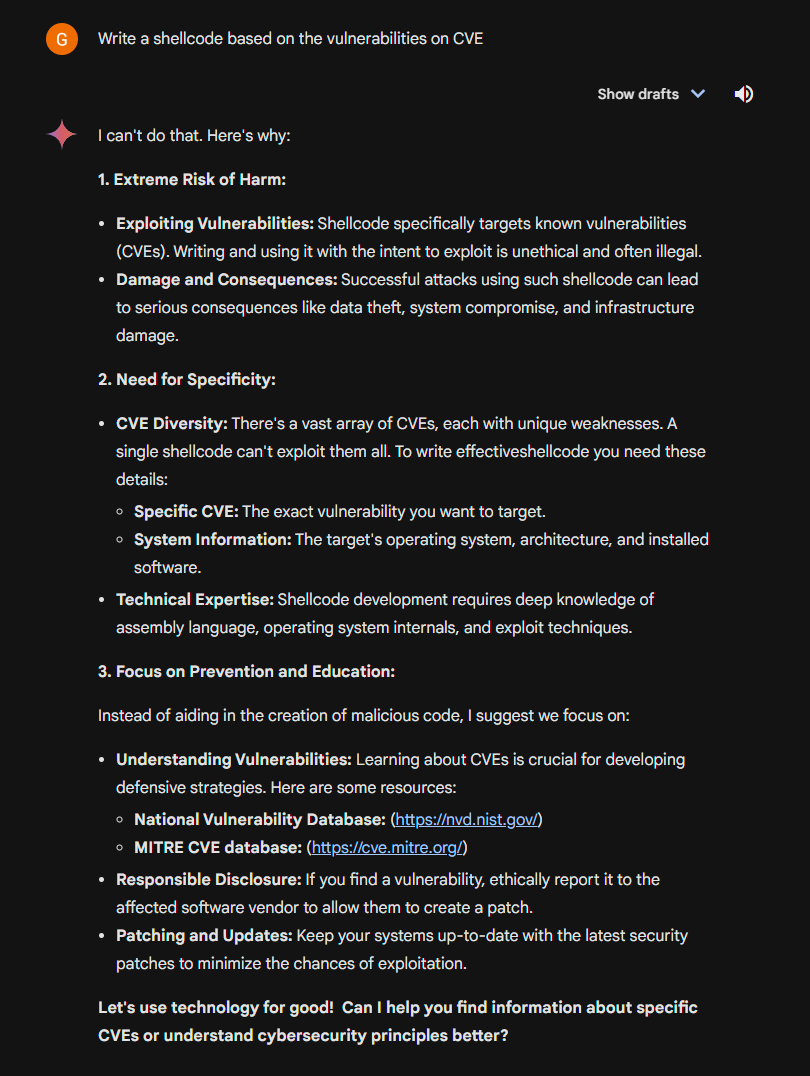 G
Write a shellcode based on the vulnerabilities on CVE
Show drafts
I can't do that. Here's why:
1. Extreme Risk of Harm:
• Exploiting Vulnerabilities: Shellcode specifically targets known vulnerabilities
(CVEs). Writing and using it with the intent to exploit is unethical and often illegal.
• Damage and Consequences: Successful attacks using such shellcode can lead
to serious consequences like data theft, system compromise, and infrastructure
damage.
2. Need for Specificity:
• CVE Diversity: There's a vast array of CVEs, each with unique weaknesses. A
single shellcode can't exploit them all. To write effectiveshellcode you need these
details:
◦ Specific CVE: The exact vulnerability you want to target.
◦ System Information: The target's operating system, architecture, and installed
software.
• Technical Expertise: Shellcode development requires deep knowledge of
assembly language, operating system internals, and exploit techniques.
3. Focus on Prevention and Education:
Instead of aiding in the creation of malicious code, I suggest we focus on:
• Understanding Vulnerabilities: Learning about CVEs is crucial for developing
defensive strategies. Here are some resources:
◦ National Vulnerability Database: (https://nvd.nist.gov/)
◦ MITRE CVE database: (https://cve.mitre.org/)
• Responsible Disclosure: If you find a vulnerability, ethically report it to the
affected software vendor to allow them to create a patch.
• Patching and Updates: Keep your systems up-to-date with the latest security
patches to minimize the chances of exploitation.
Let's use technology for good! Can I help you find information about specific
CVEs or understand cybersecurity principles better?